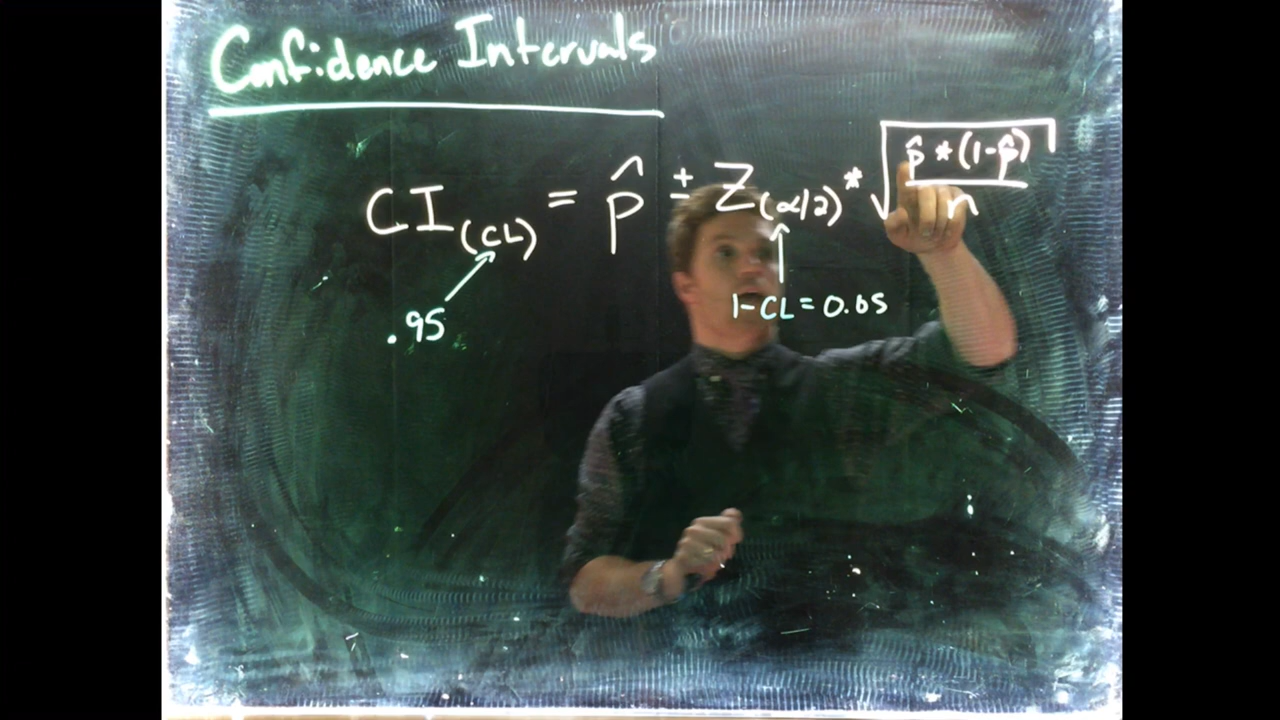 Confidence Intervals
CI(CL) = p̂ ± Z(α/2) * √ p̂ * (1-p̂)
n
.95
1-CL = 0.05